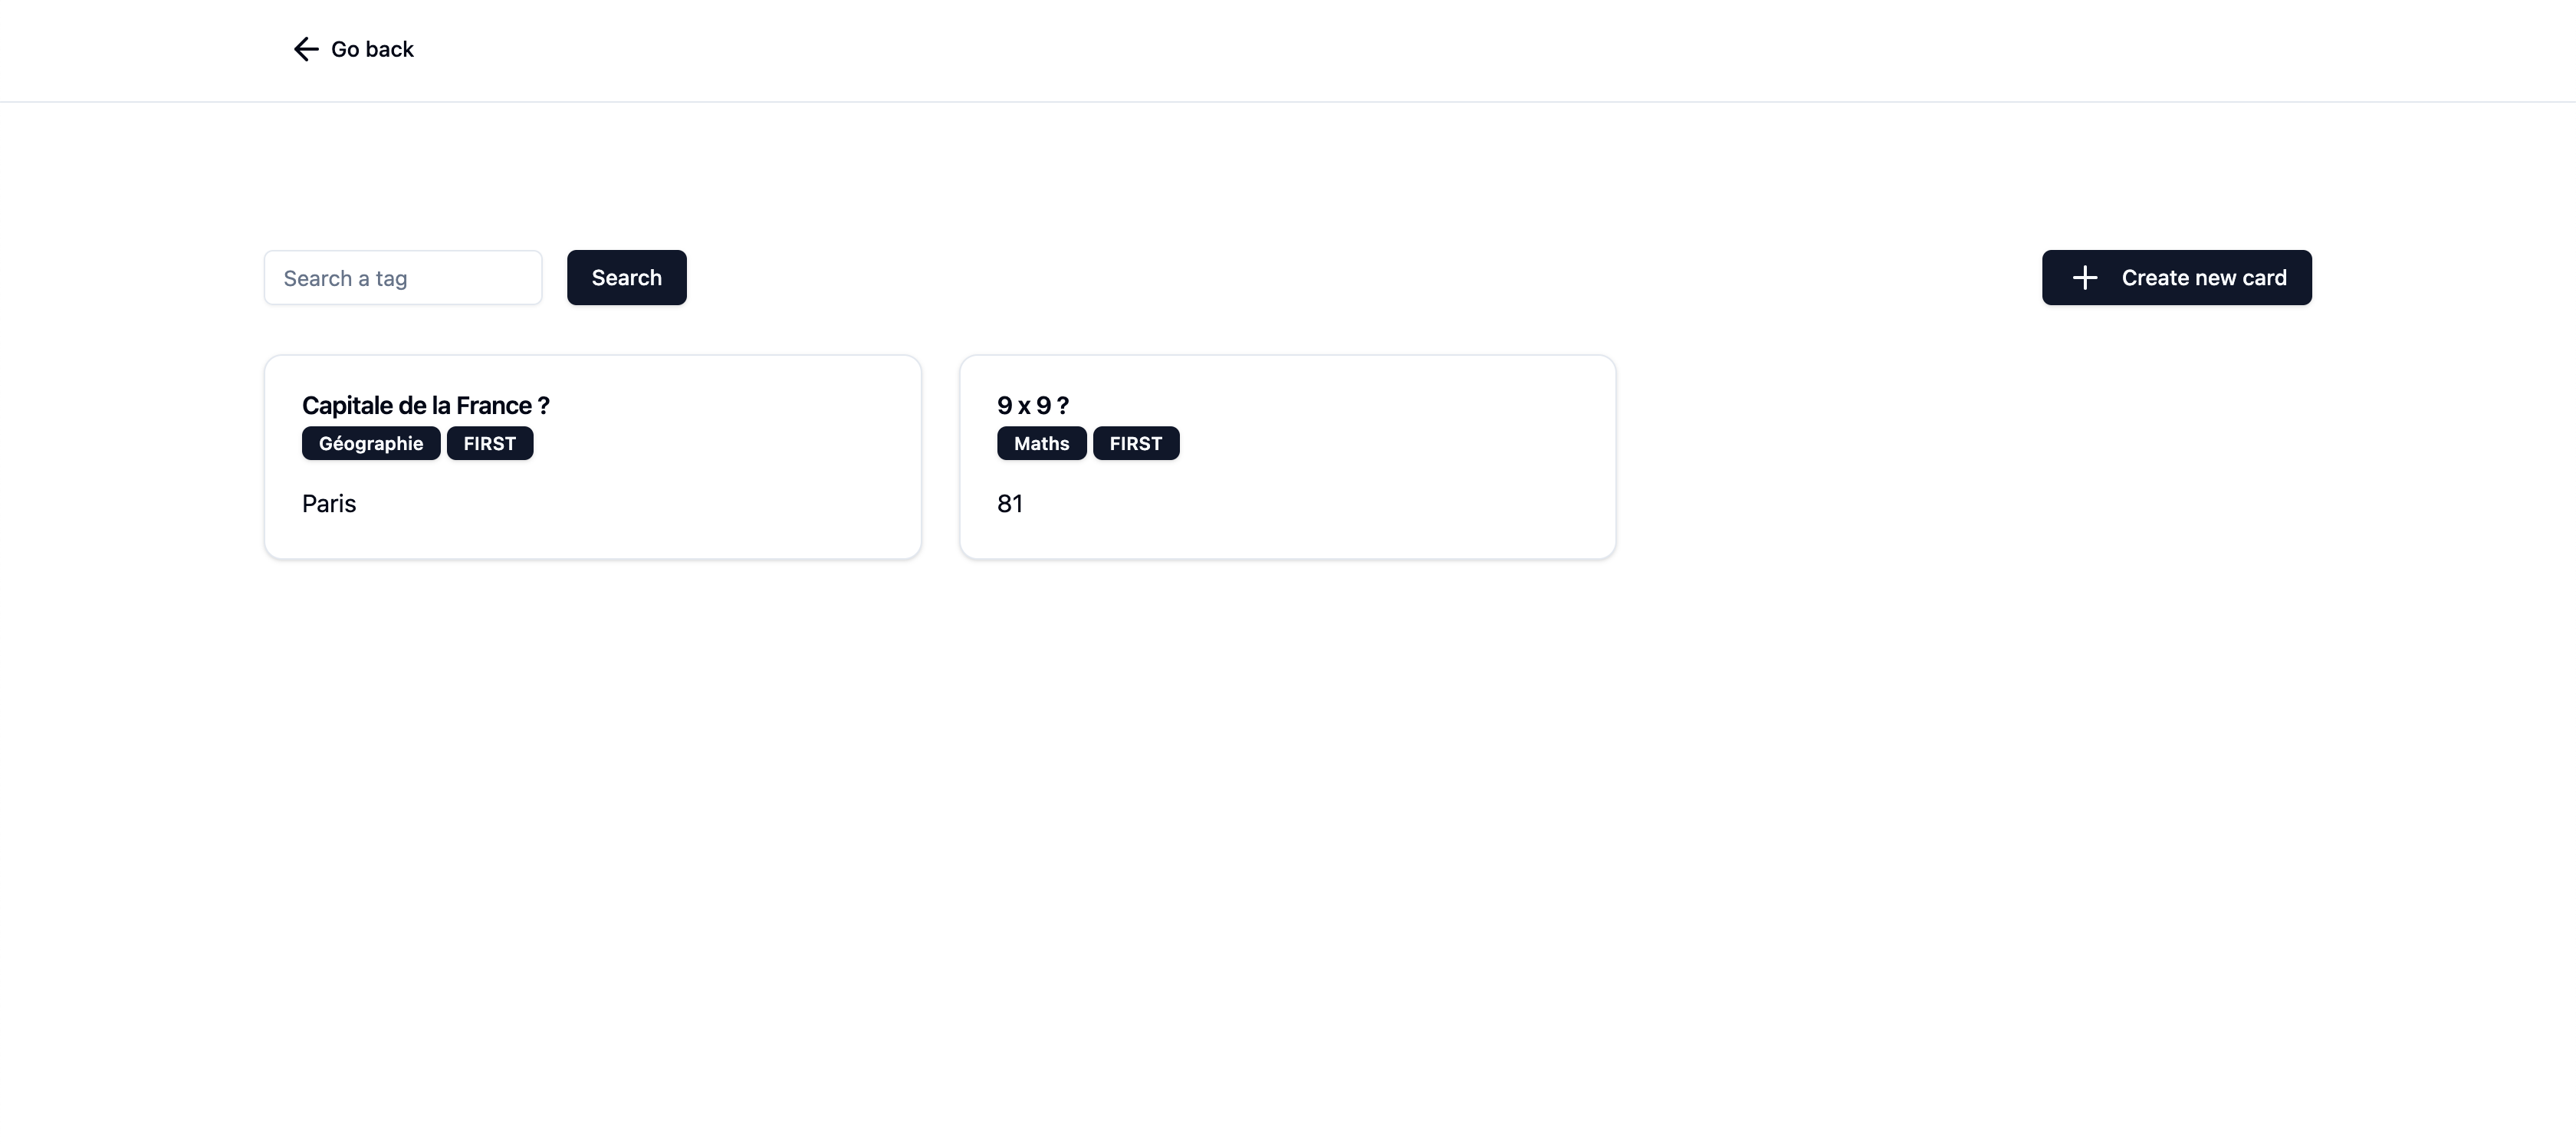 Go back
Search a tag
Search
Create new card
Capitale de la France ?
Géographie FIRST
Paris
9 x 9 ?
Maths FIRST
81